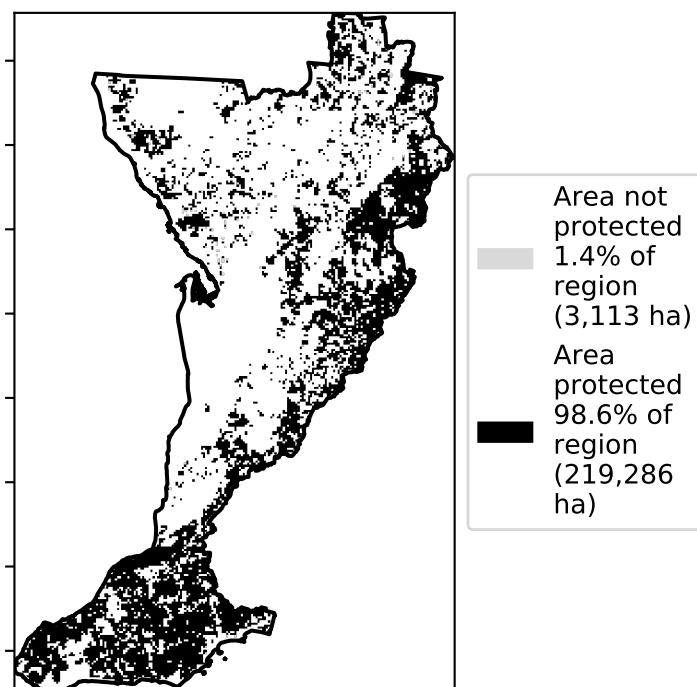 Area not
protected
1.4% of
region
(3,113 ha)
Area
protected
98.6% of
region
(219,286
ha)